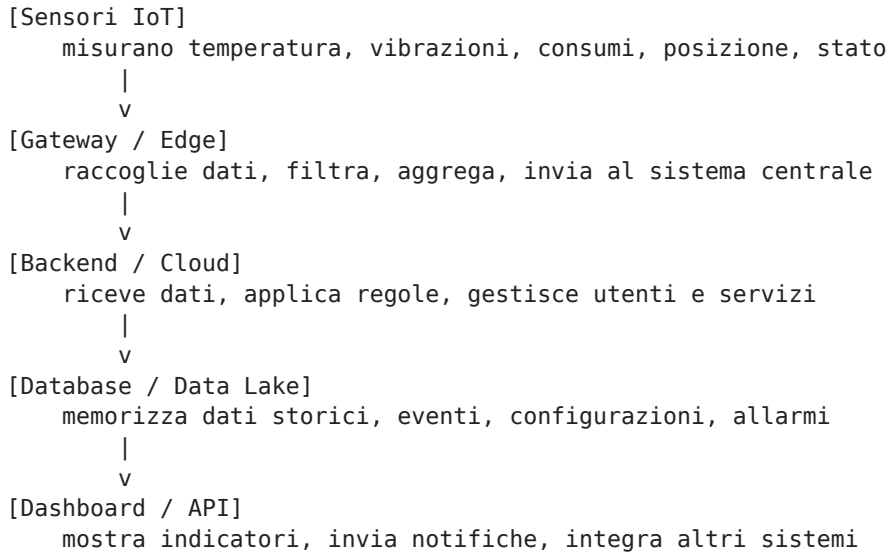 [Sensori IoT]
    misurano temperatura, vibrazioni, consumi, posizione, stato
        |
        v
[Gateway / Edge]
    raccoglie dati, filtra, aggrega, invia al sistema centrale
        |
        v
[Backend / Cloud]
    riceve dati, applica regole, gestisce utenti e servizi
        |
        v
[Database / Data Lake]
    memorizza dati storici, eventi, configurazioni, allarmi
        |
        v
[Dashboard / API]
    mostra indicatori, invia notifiche, integra altri sistemi